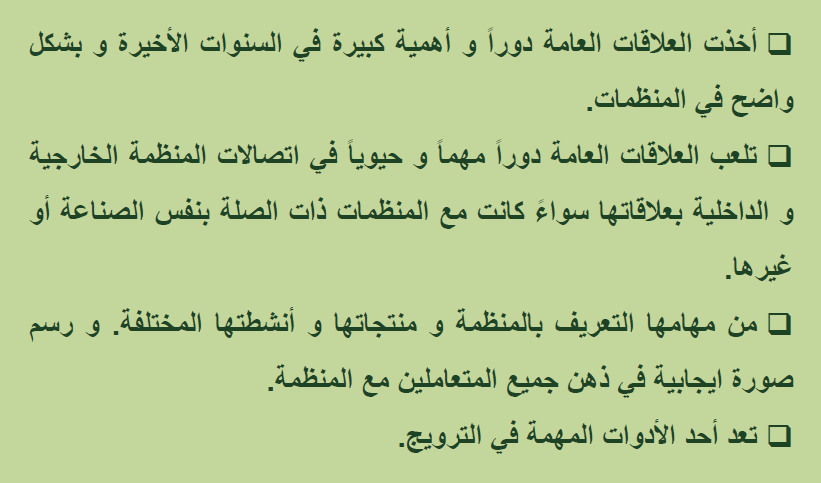 ❑ أخذت العلاقات العامة دوراً و أهمية كبيرة في السنوات الأخيرة و بشكل
واضح في المنظمات.
❑ تلعب العلاقات العامة دوراً مهماً و حيوياً في اتصالات المنظمة الخارجية
و الداخلية بعلاقاتها سواءً كانت مع المنظمات ذات الصلة بنفس الصناعة أو
غيرها.
❑ من مهامها التعريف بالمنظمة و منتجاتها و أنشطتها المختلفة. و رسم
صورة ايجابية في ذهن جميع المتعاملين مع المنظمة.
❑ تعد أحد الأدوات المهمة في الترويج.